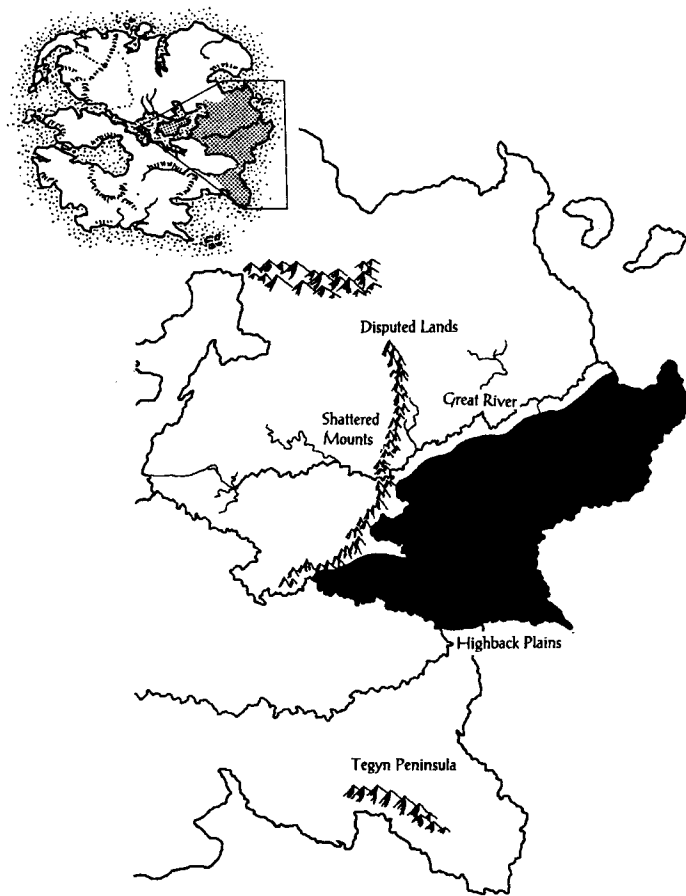 Disputed Lands
Great River
Shattered
Mounts
Highback Plains
Tegyn Peninsula